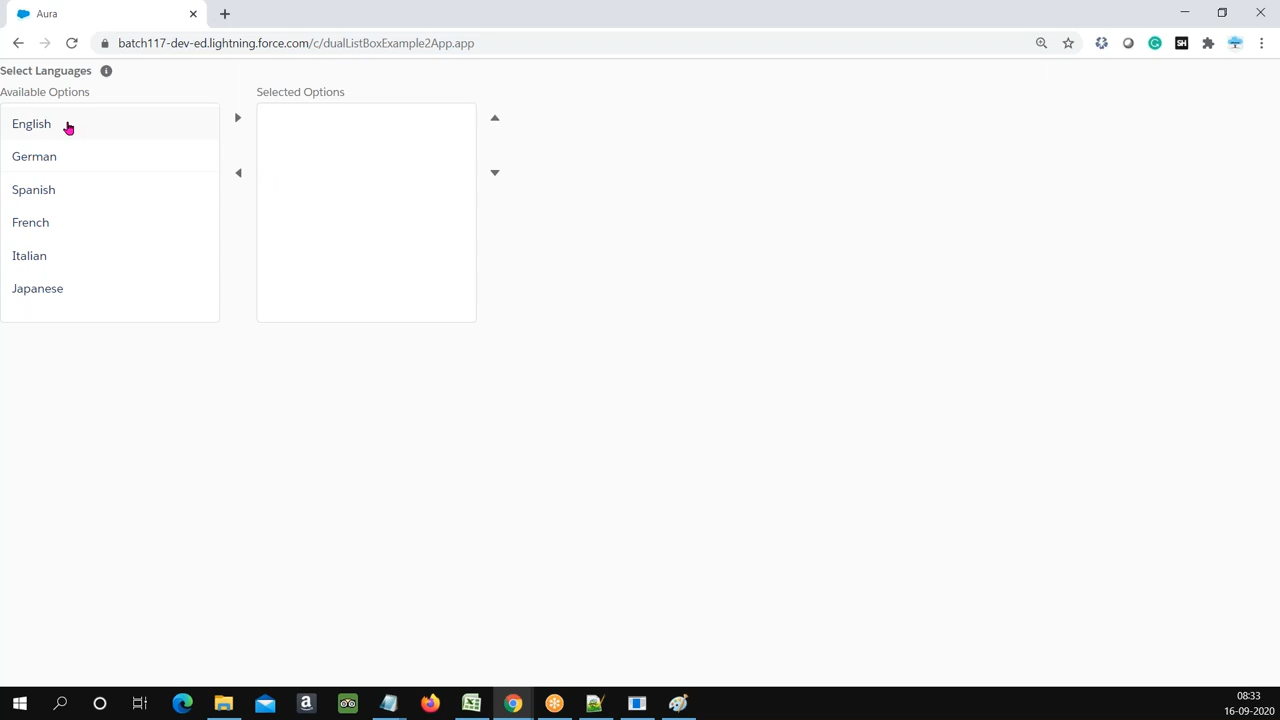 Aura
batch117-dev-ed.lightning.force.com/c/dualListBoxExample2App.app
SH
Select Languages
Available Options
Selected Options
English
German
Spanish
French
Italian
Japanese
08:33
16-09-2020